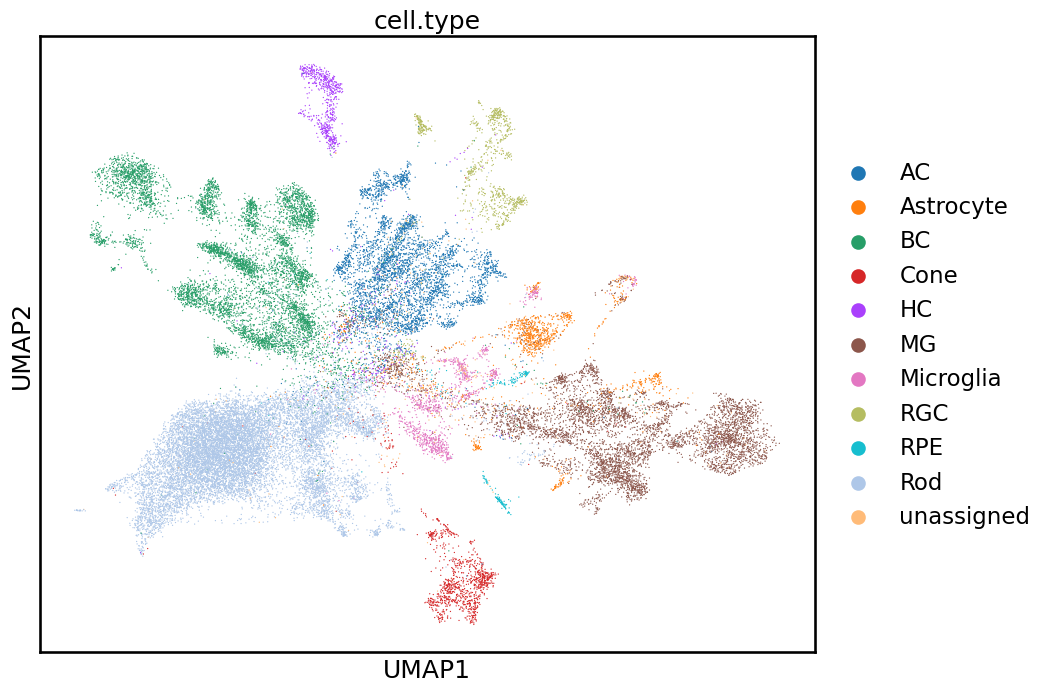 cell.type
UMAP2
UMAP1
AC
Astrocyte
BC
Cone
HC
MG
Microglia
RGC
RPE
Rod
unassigned